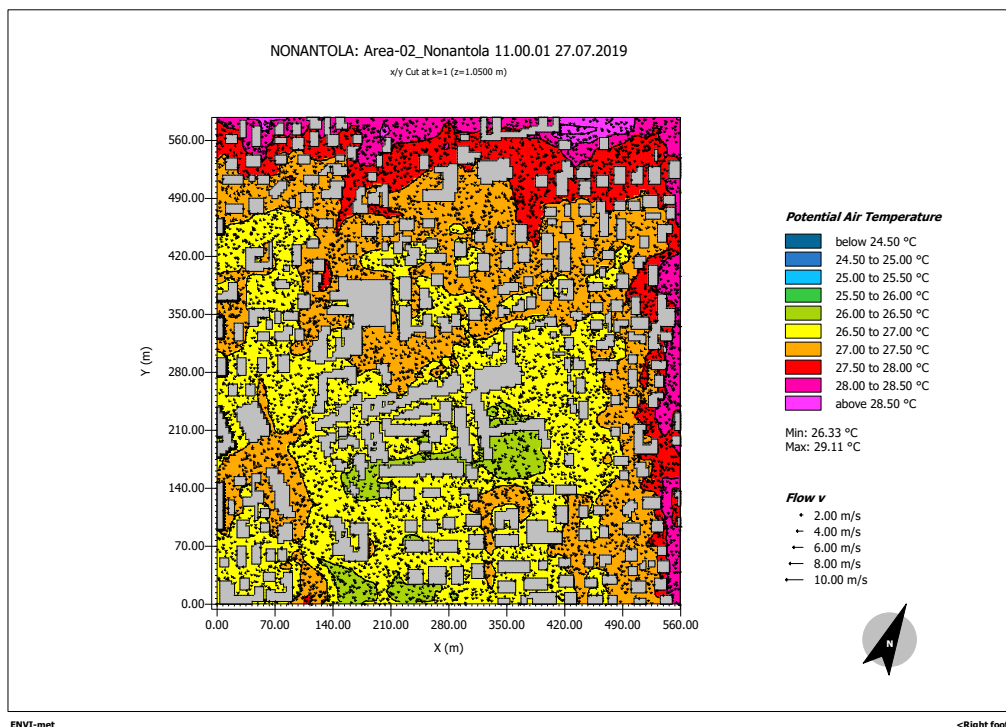 NONANTOLA: Area-02_Nonantola 11.00.01 27.07.2019
x/y Cut at k=1 (z=1.0500 m)
560.00
490.00
420.00
350.00
280.00
210.00
140.00
70.00
0.00
Y (m)
0.00 70.00 140.00 210.00 280.00 350.00 420.00 490.00 560.00
X (m)
Potential Air Temperature
below 24.50 °C
24.50 to 25.00 °C
25.00 to 25.50 °C
25.50 to 26.00 °C
26.00 to 26.50 °C
26.50 to 27.00 °C
27.00 to 27.50 °C
27.50 to 28.00 °C
28.00 to 28.50 °C
above 28.50 °C
Min: 26.33 °C
Max: 29.11 °C
Flow v
2.00 m/s
4.00 m/s
6.00 m/s
8.00 m/s
10.00 m/s
N
ENVI-met
<Right foot